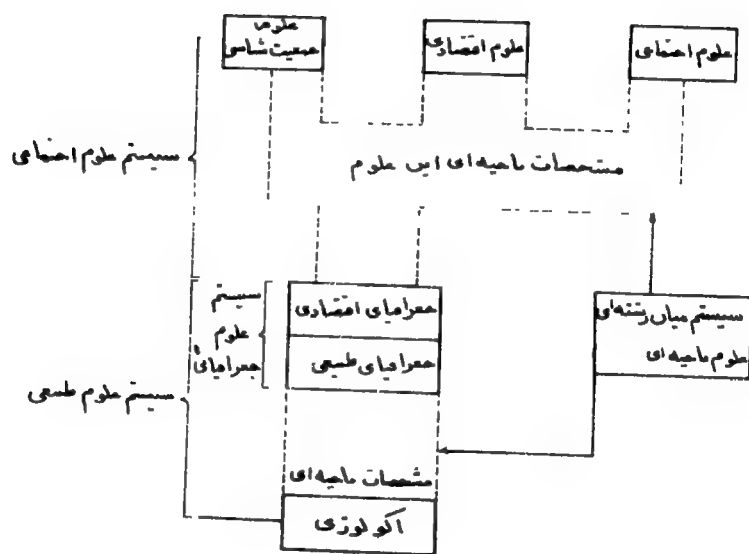 علوم اجتماعی
علوم اقتصادی
علوم
جمعیت شناسی
مشخصات ناحیه ای این علوم
سیستم علوم اجتماعی
سیستم میان رشته ای
علوم ناحیه ای
جغرافیای اقتصادی
جغرافیای طبیعی
سیستم
علوم
جغرافیائی
سیستم علوم طبیعی
مشخصات ناحیه ای
اکولوژی